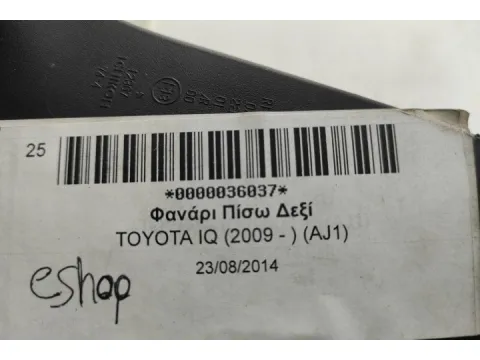 25
*0000036037*
Φανάρι Πίσω Δεξί
TOYOTA IQ (2009 - ) (AJ1)
23/08/2014
eshop